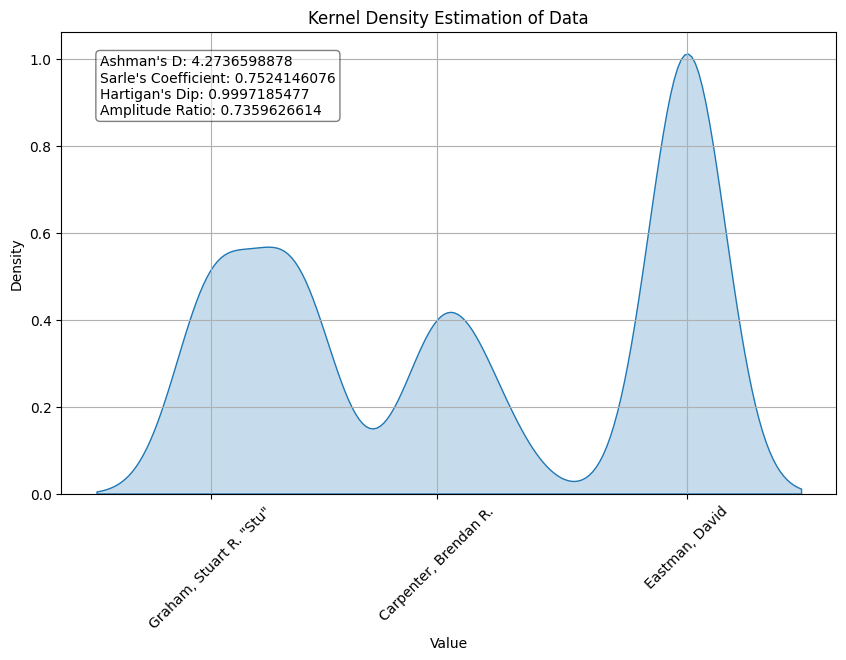 Kernel Density Estimation of Data
Ashman's D: 4.2736598878
Sarle's Coefficient: 0.7524146076
Hartigan's Dip: 0.9997185477
Amplitude Ratio: 0.7359626614
1.0
0.8
0.6
0.4
0.2
0.0
Density
Graham, Stuart R. "Stu"
Carpenter, Brendan R.
Eastman, David
Value